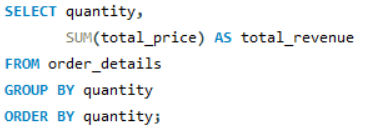 SELECT quantity,
SUM(total_price) AS total_revenue
FROM order_details
GROUP BY quantity
ORDER BY quantity;